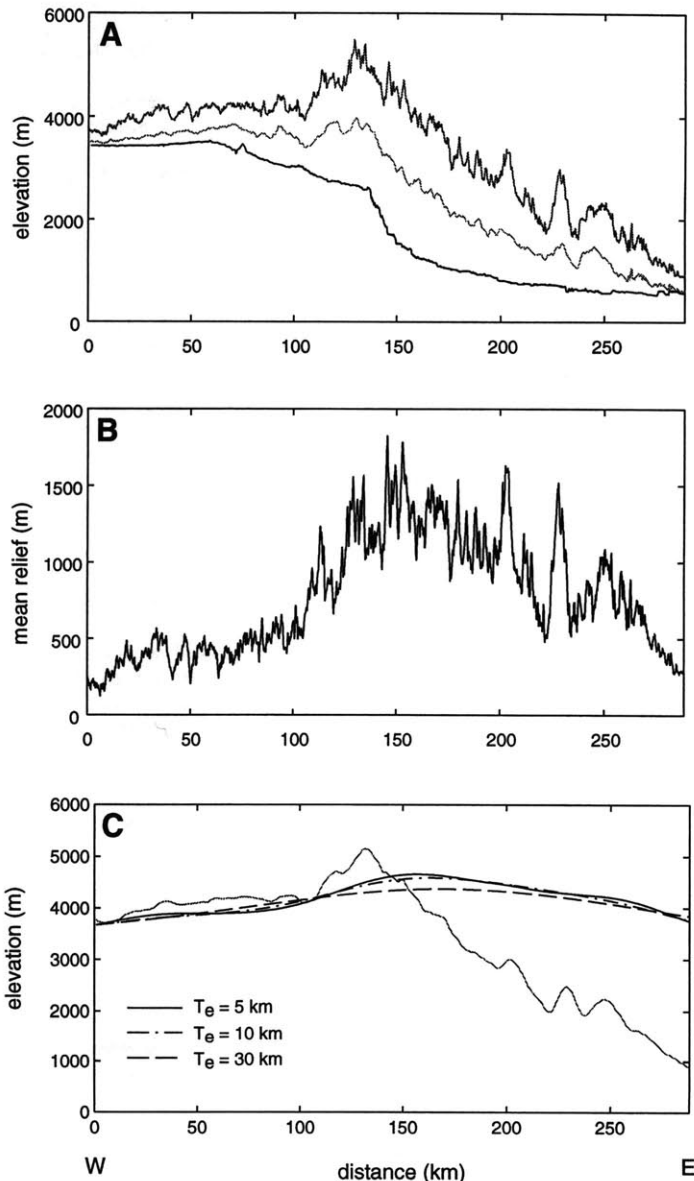 A
elevation (m)
6000
4000
2000
0
0 50 100 150 200 250
B
mean relief (m)
2000
1500
1000
500
0
0 50 100 150 200 250
C
elevation (m)
6000
5000
4000
3000
2000
1000
0
Te = 5 km
Te = 10 km
Te = 30 km
0 50 100 150 200 250
W distance (km) E